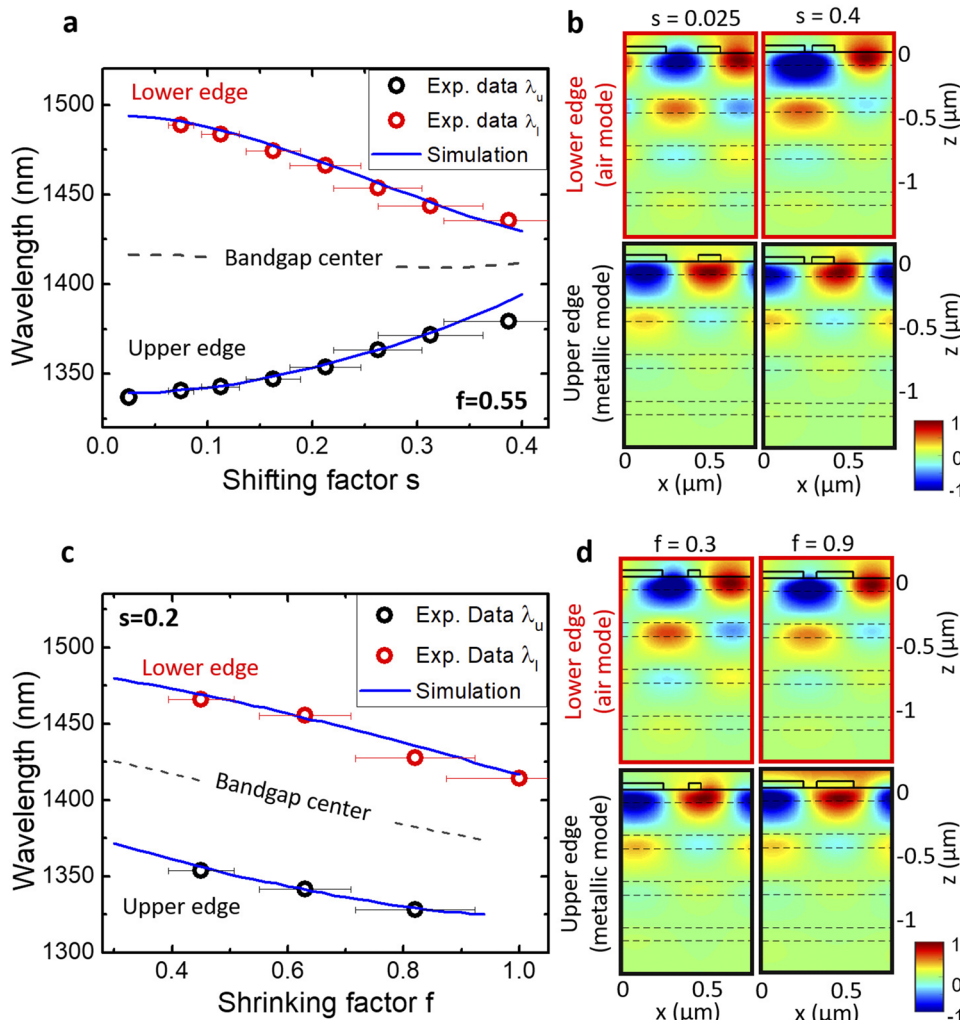 a
Wavelength (nm)
1500
1450
1400
1350
Lower edge
Exp. data λu
Exp. data λl
Simulation
Bandgap center
Upper edge
f=0.55
0.0 0.1 0.2 0.3 0.4
Shifting factor s
b
s = 0.025 s = 0.4
Lower edge
(air mode)
0
-0.5
-1
z (μm)
Upper edge
(metallic mode)
0
-0.5
-1
z (μm)
0 0.5 0 0.5
x (μm) x (μm)
1
0
-1
c
Wavelength (nm)
1500
1450
1400
1350
1300
s=0.2
Lower edge
Exp. Data λu
Exp. Data λl
Simulation
Bandgap center
Upper edge
0.4 0.6 0.8 1.0
Shrinking factor f
d
f = 0.3 f = 0.9
Lower edge
(air mode)
0
-0.5
-1
z (μm)
Upper edge
(metallic mode)
0
-0.5
-1
z (μm)
0 0.5 0 0.5
x (μm) x (μm)
1
0
-1